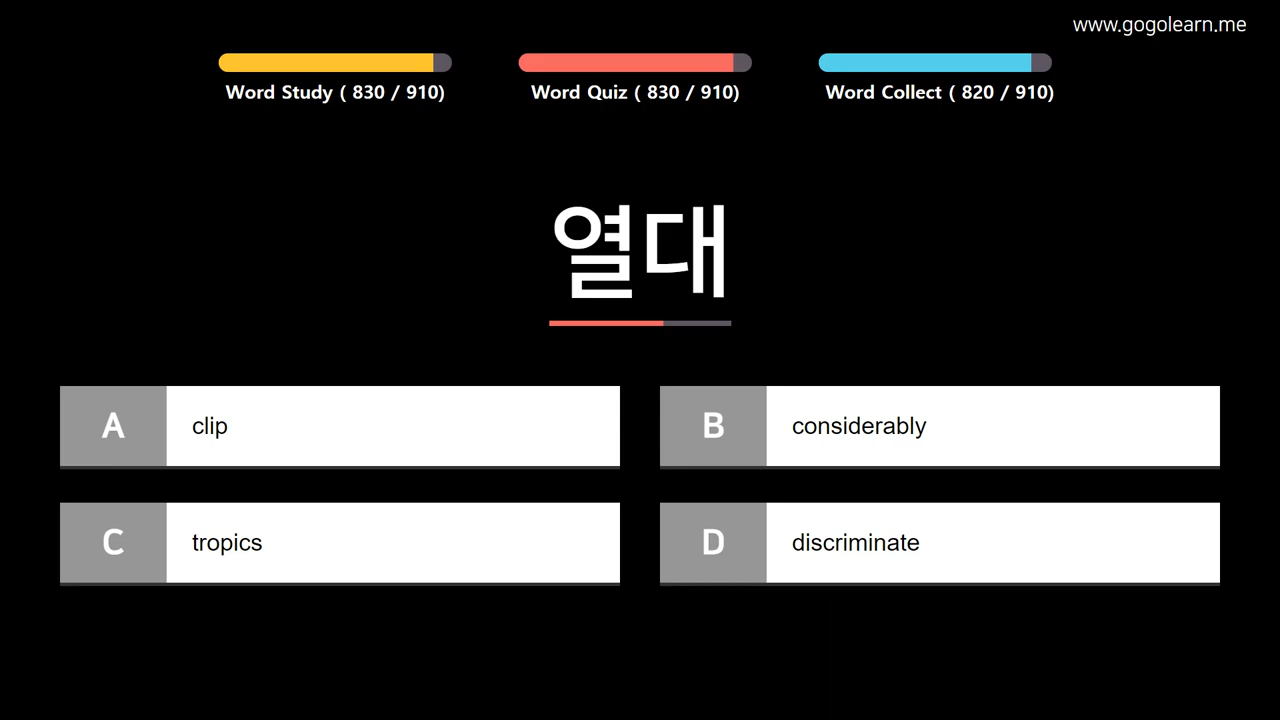 www.gogolearn.me
Word Study ( 830 / 910)
Word Quiz ( 830 / 910)
Word Collect ( 820 / 910)
열대
A clip
B considerably
C tropics
D discriminate